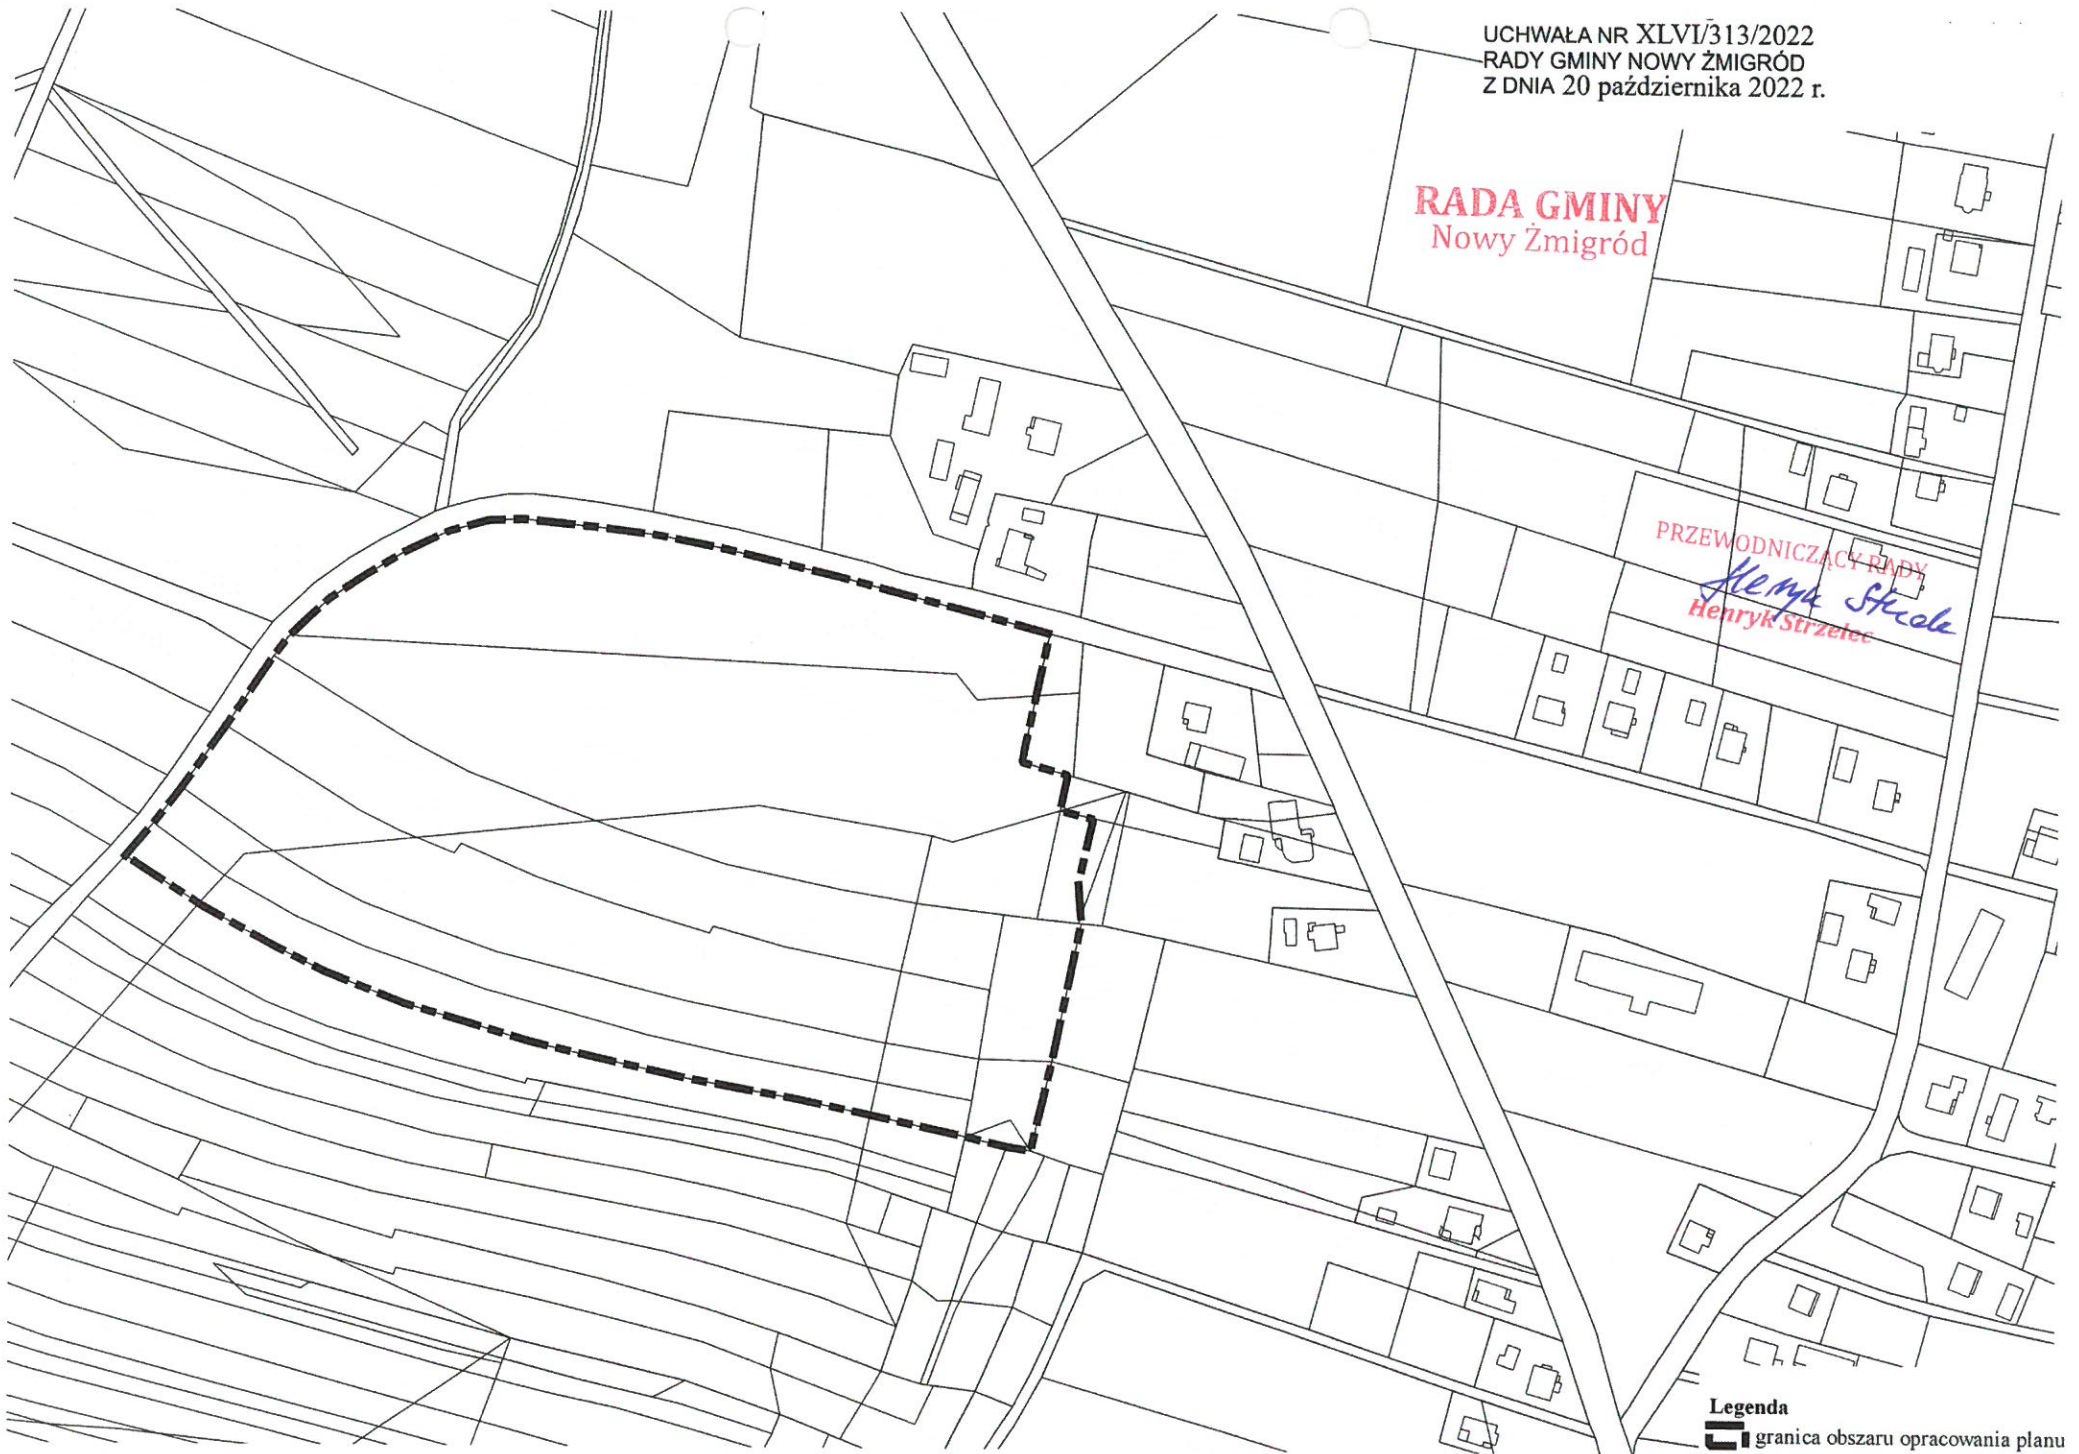 UCHWAŁA NR XLVI/313/2022
RADY GMINY NOWY ŻMIGRÓD
Z DNIA 20 października 2022 r.
RADA GMINY
Nowy Żmigród
PRZEWODNICZĄCY RADY
Henryk Strzelec
Legenda
granica obszaru opracowania planu